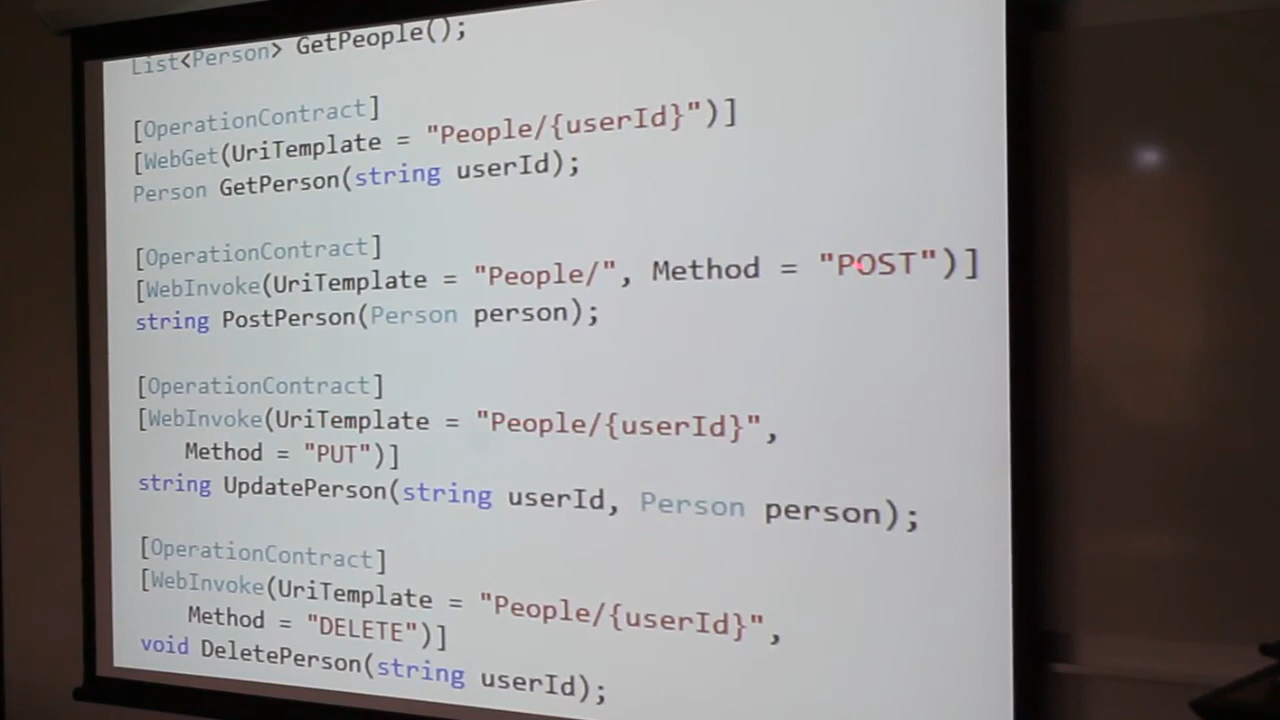 List<Person> GetPeople();
[OperationContract]
[WebGet(UriTemplate = "People/{userId}")]
Person GetPerson(string userId);
[OperationContract]
[WebInvoke(UriTemplate = "People/", Method = "POST")]
string PostPerson(Person person);
[OperationContract]
[WebInvoke(UriTemplate = "People/{userId}",
Method = "PUT")]
string UpdatePerson(string userId, Person person);
[OperationContract]
[WebInvoke(UriTemplate = "People/{userId}",
Method = "DELETE")]
void DeletePerson(string userId);